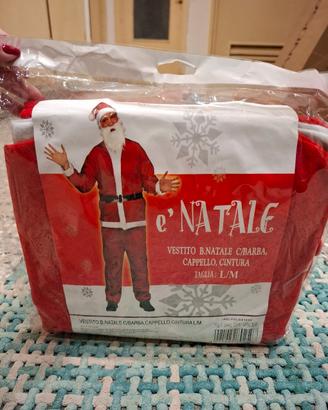 e' NATALE
VESTITO B.NATALE C/BARBA,
CAPPELLO, CINTURA
TAGLIA: L/M
VESTITO B.NATALE C/BARBA,CAPPELLO,CINTURA L/M